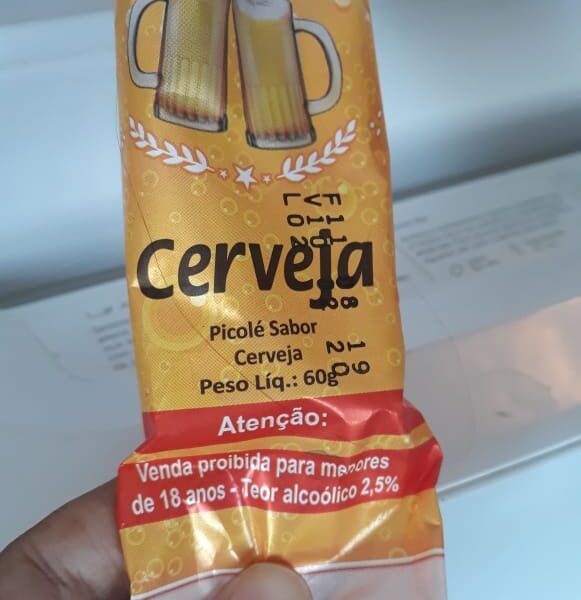 Cerveja
Picolé Sabor
Cerveja
Peso Líq.: 60g
Atenção:
Venda proibida para menores
de 18 anos - Teor alcoólico 2,5%